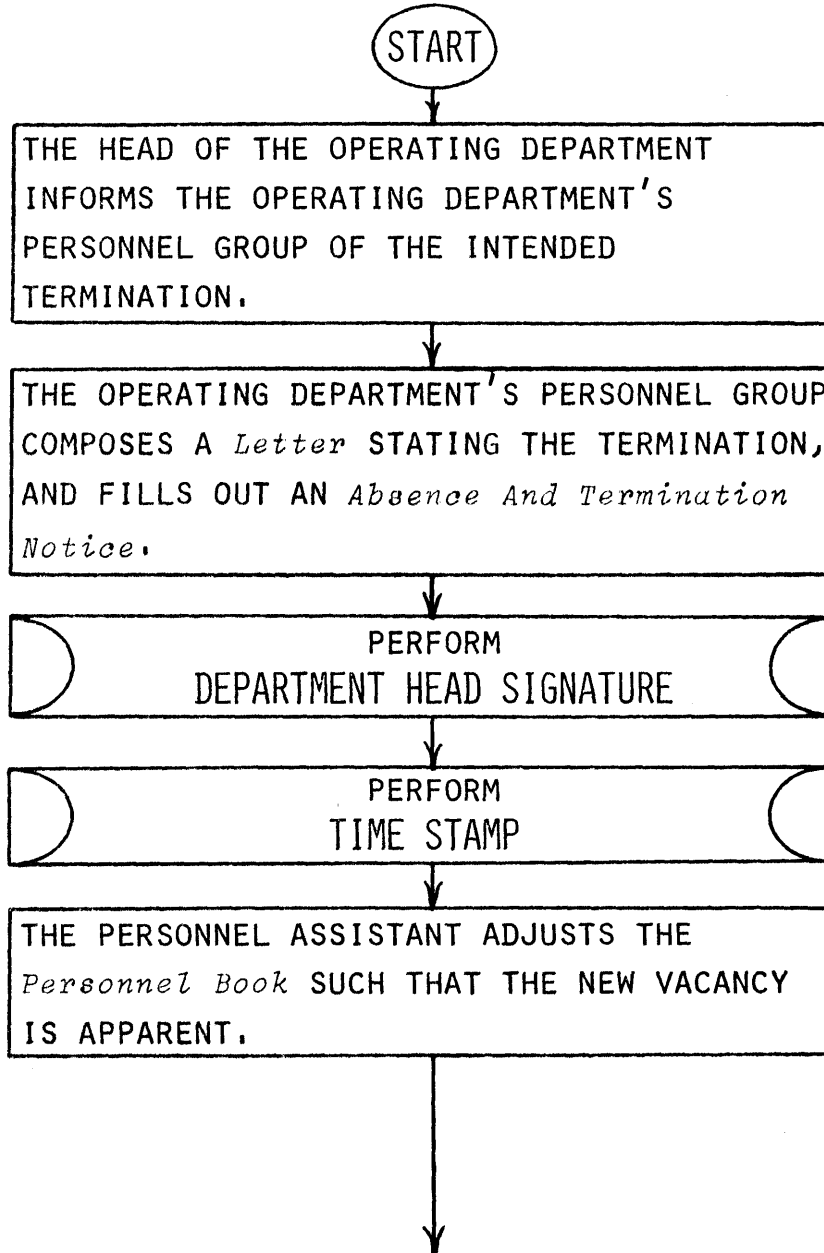 START
THE HEAD OF THE OPERATING DEPARTMENT
INFORMS THE OPERATING DEPARTMENT'S
PERSONNEL GROUP OF THE INTENDED
TERMINATION.
THE OPERATING DEPARTMENT'S PERSONNEL GROUP
COMPOSES A Letter STATING THE TERMINATION,
AND FILLS OUT AN Absence And Termination
Notice.
PERFORM
DEPARTMENT HEAD SIGNATURE
PERFORM
TIME STAMP
THE PERSONNEL ASSISTANT ADJUSTS THE
Personnel Book SUCH THAT THE NEW VACANCY
IS APPARENT.